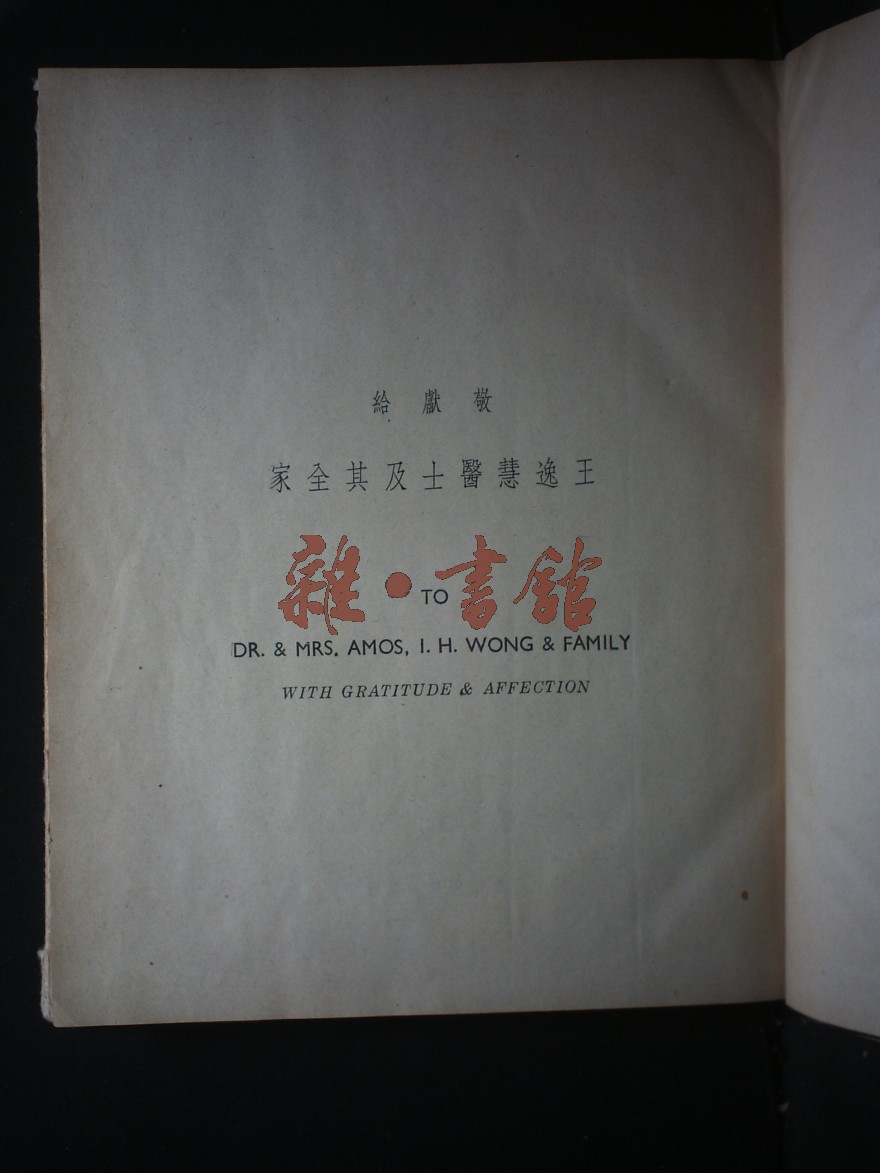 敬獻給
王逸慧醫士及其全家
雜·書館
TO
DR. & MRS. AMOS, I. H. WONG & FAMILY
WITH GRATITUDE & AFFECTION